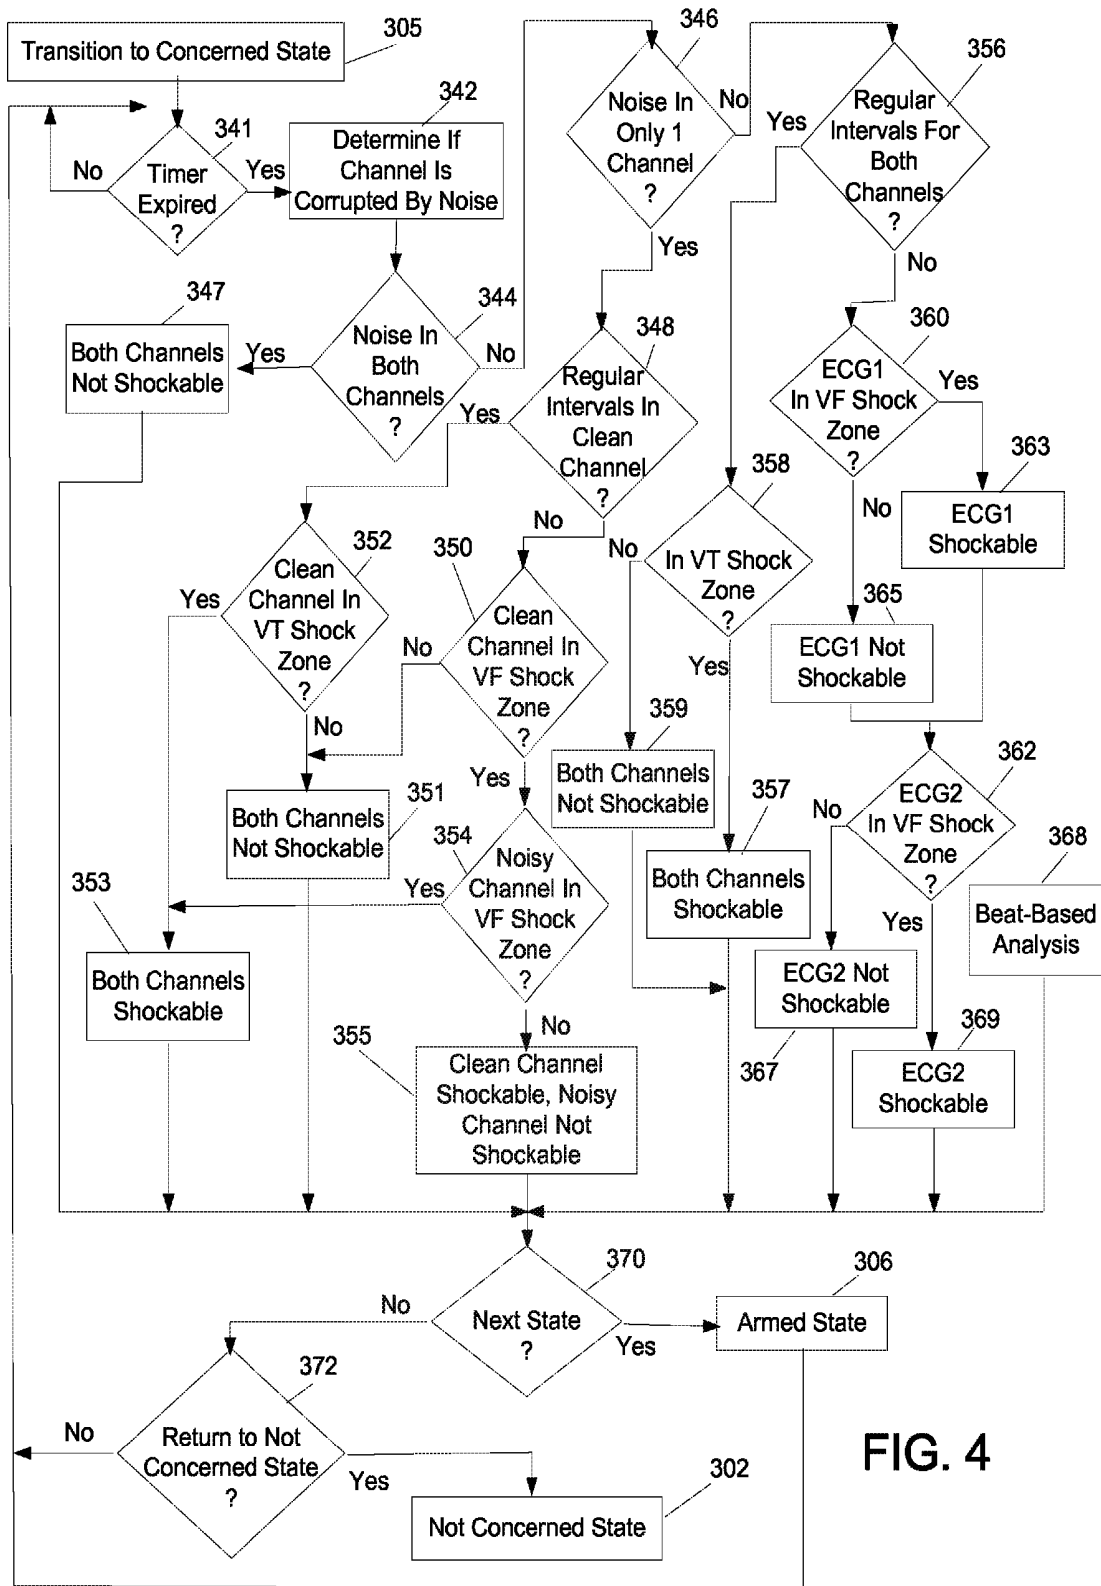 305
Transition to Concerned State
341
No
Timer
Expired
?
Yes
342
Determine If
Channel Is
Corrupted By Noise
344
Noise In
Both
Channels
?
Yes
No
347
Both Channels
Not Shockable
346
Noise In
Only 1
Channel
?
No
Yes
356
Regular
Intervals For
Both
Channels
?
Yes
No
348
Regular
Intervals In
Clean
Channel
?
Yes
No
360
ECG1
In VF Shock
Zone
?
Yes
No
363
ECG1
Shockable
365
ECG1 Not
Shockable
352
Clean
Channel In
VT Shock
Zone
?
Yes
No
350
Clean
Channel In
VF Shock
Zone
?
No
Yes
358
In VT Shock
Zone
?
No
Yes
359
Both Channels
Not Shockable
357
Both Channels
Shockable
351
Both Channels
Not Shockable
354
Noisy
Channel In
VF Shock
Zone
?
Yes
No
353
Both Channels
Shockable
355
Clean Channel
Shockable, Noisy
Channel Not
Shockable
362
ECG2
In VF Shock
Zone
?
No
Yes
367
ECG2 Not
Shockable
369
ECG2
Shockable
368
Beat-Based
Analysis
370
Next State
?
No
Yes
306
Armed State
372
Return to Not
Concerned State
?
No
Yes
302
Not Concerned State
FIG. 4